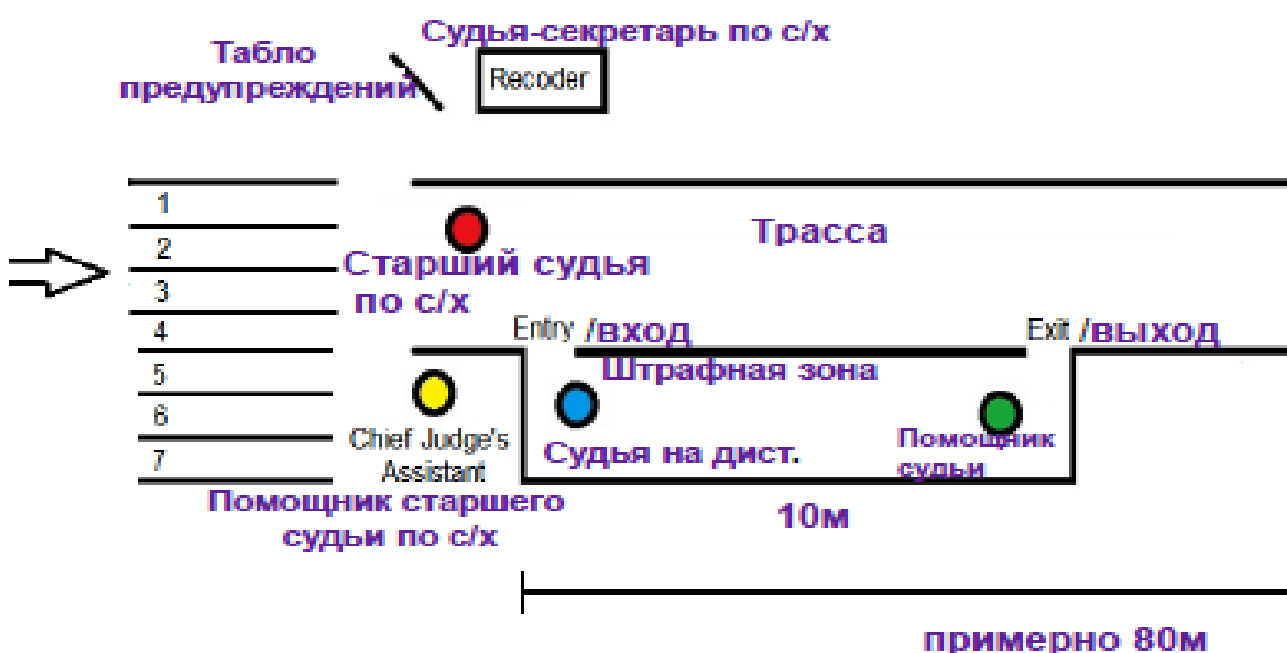 Судья-секретарь по с/х
Табло
предупреждений
Recoder
1
2
3
4
5
6
7
Трасса
Старший судья
по с/х
Entry /вход
Exit /выход
Штрафная зона
Chief Judge's
Assistant
Судья на дист.
Помощник
судьи
Помощник старшего
судьи по с/х
10м
примерно 80м